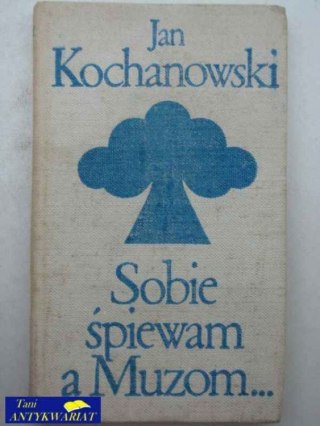 Jan
Kochanowski
Sobie
śpiewam
a Muzom...
Tani
ANTYKWARIAT